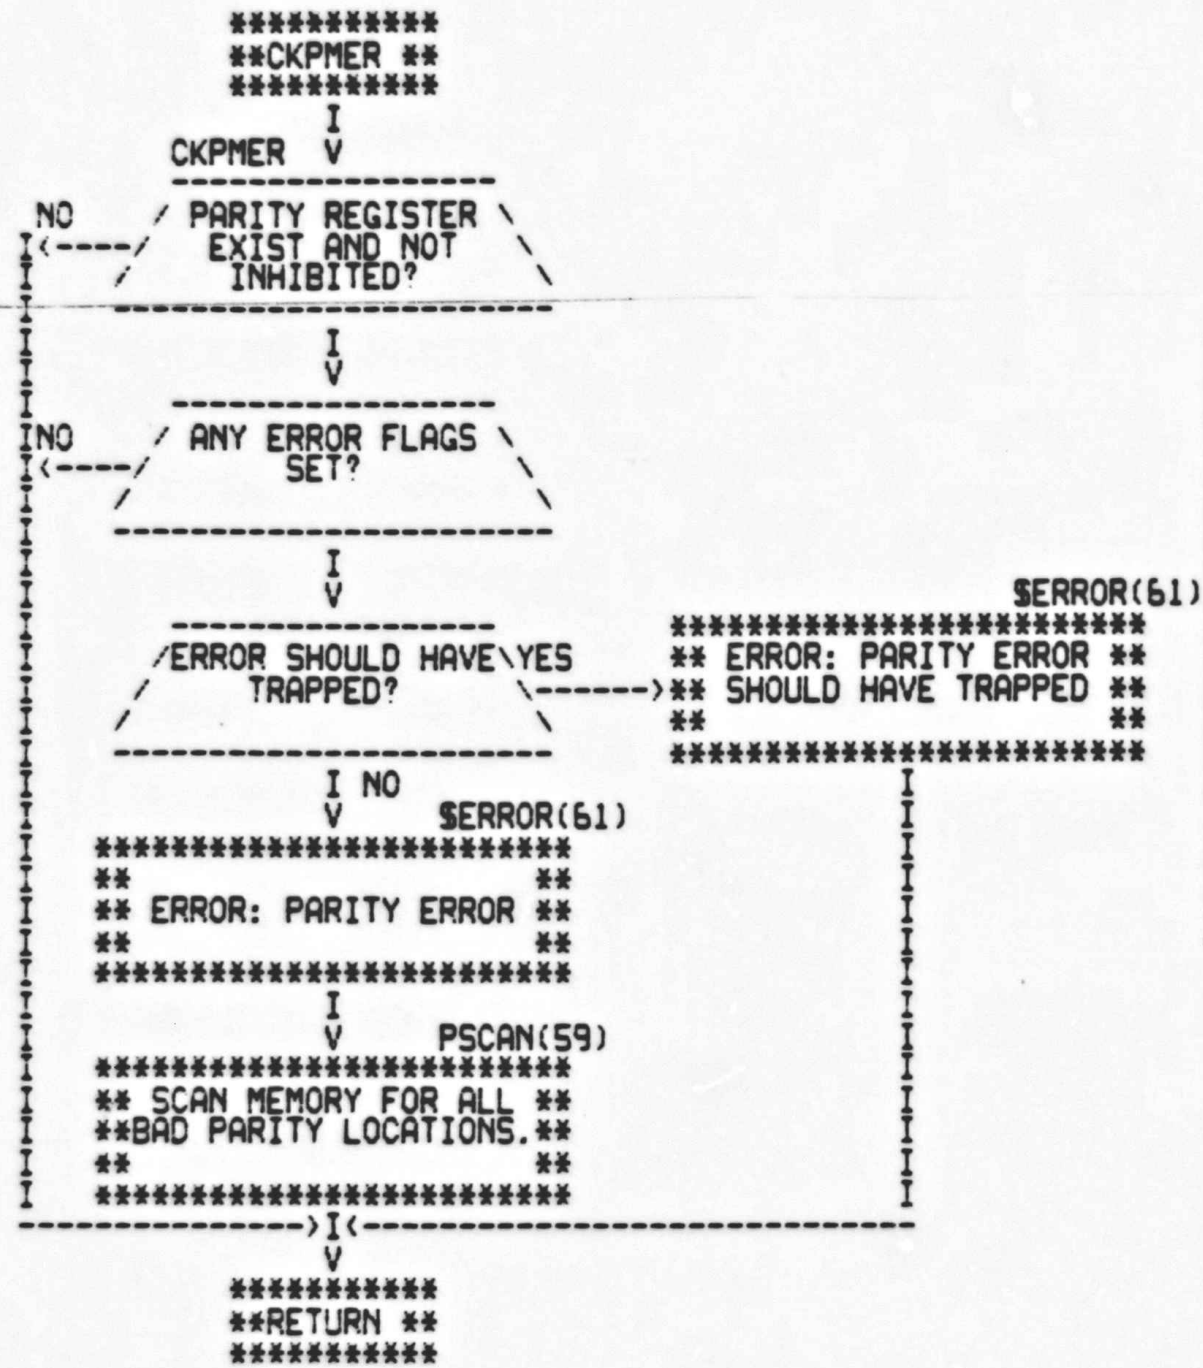 ***********
**CKPMER **
***********
I
CKPMER V
-----------------
NO / PARITY REGISTER \
I<----/ EXIST AND NOT \
I / INHIBITED? \
-----------------------
I
V
-----------------
INO / ANY ERROR FLAGS \
I<----/ SET? \
/ \
-----------------------
I
V
$ERROR(61)
----------------- *************************
/ERROR SHOULD HAVE\YES ** ERROR: PARITY ERROR **
/ TRAPPED? \------>** SHOULD HAVE TRAPPED **
/ \ ** **
----------------------- *************************
I NO
V $ERROR(61)
*************************
** **
** ERROR: PARITY ERROR **
** **
*************************
I
V PSCAN(59)
*************************
** SCAN MEMORY FOR ALL **
**BAD PARITY LOCATIONS.**
** **
*************************
--------------->I<-----------------------------
V
***********
**RETURN **
***********